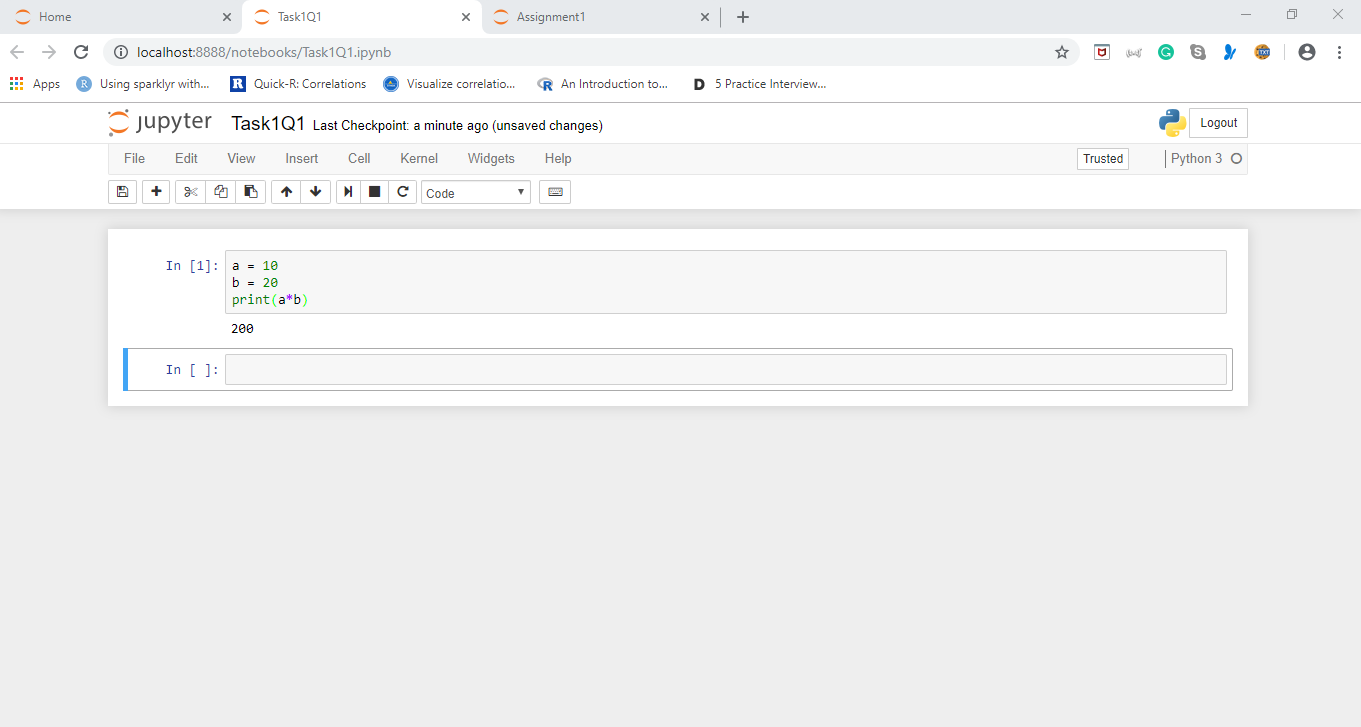 Home
Task1Q1
Assignment1
localhost:8888/notebooks/Task1Q1.ipynb
Apps
R
Using sparklyr with...
R
Quick-R: Correlations
Visualize correlatio...
R
An Introduction to...
D
5 Practice Interview...
jupyter
Task1Q1 Last Checkpoint: a minute ago (unsaved changes)
Logout
File Edit View Insert Cell Kernel Widgets Help
Trusted
Python 3
Code
In [1]:
a = 10
b = 20
print(a*b)
200
In [ ]: